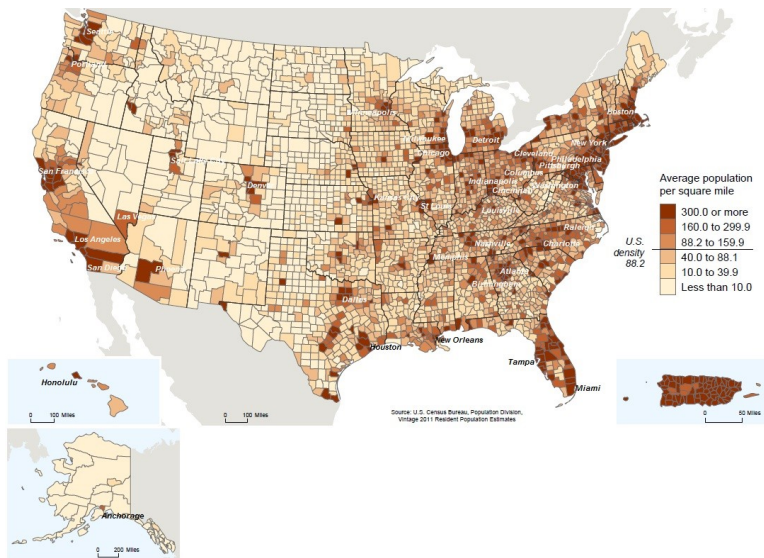 Seattle
Portland
Minneapolis
Boston
Milwaukee
Detroit
Chicago
New York
Cleveland
Philadelphia
Pittsburgh
Columbus
Indianapolis
Washington
Cincinnati
San Francisco
Salt Lake City
Denver
Kansas City
St Louis
Louisville
Las Vegas
Raleigh
Nashville
Charlotte
Los Angeles
Memphis
San Diego
Phoenix
Atlanta
Birmingham
Dallas
Houston
New Orleans
Tampa
Miami
Average population
per square mile
300.0 or more
160.0 to 299.9
88.2 to 159.9
40.0 to 88.1
10.0 to 39.9
Less than 10.0
U.S.
density
88.2
Honolulu
0 100 Miles
0 100 Miles
Source: U.S. Census Bureau, Population Division,
Vintage 2011 Resident Population Estimates
0 50 Miles
Anchorage
0 200 Miles